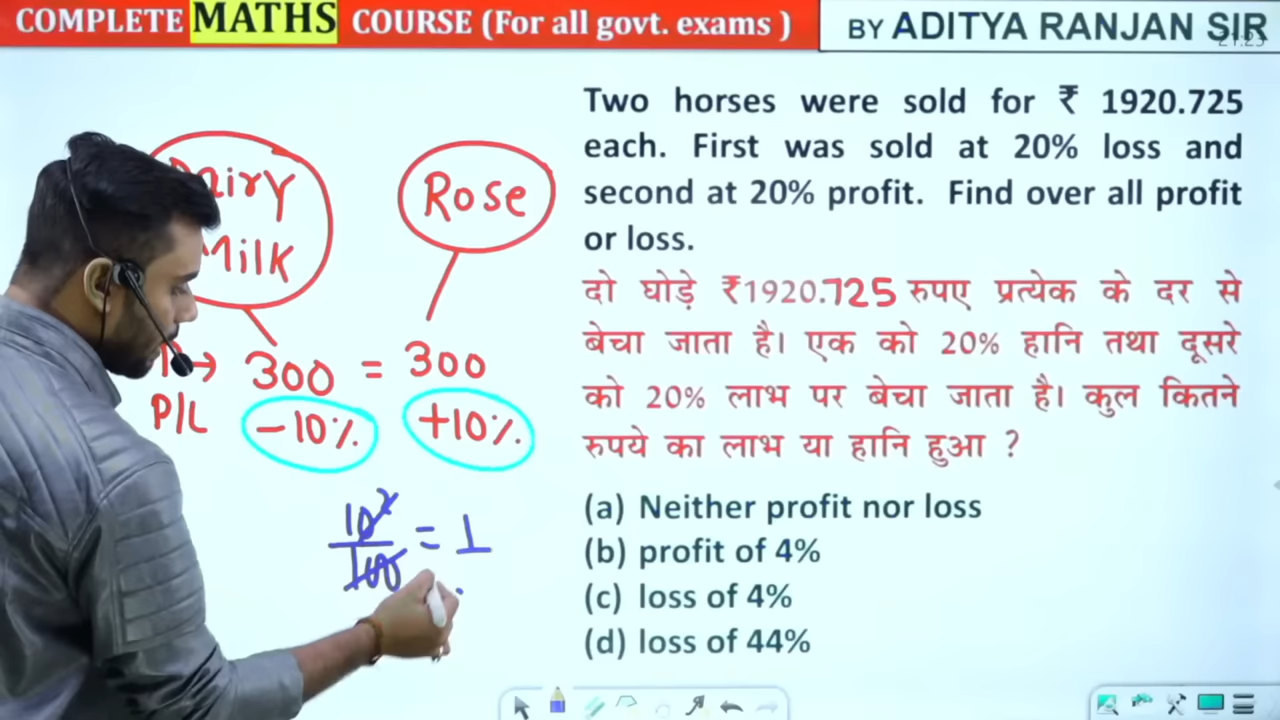 COMPLETE MATHS COURSE (For all govt. exams )
BY ADITYA RANJAN SIR
Two horses were sold for ₹ 1920.725
each. First was sold at 20% loss and
second at 20% profit. Find over all profit
or loss.
दो घोड़े ₹1920.725 रुपए प्रत्येक के दर से
बेचा जाता है। एक को 20% हानि तथा दूसरे
को 20% लाभ पर बेचा जाता है। कुल कितने
रुपये का लाभ या हानि हुआ ?
(a) Neither profit nor loss
(b) profit of 4%
(c) loss of 4%
(d) loss of 44%
airy
Milk
Rose
→ 300 = 300
P/L -10% +10%
10²/100 = 1